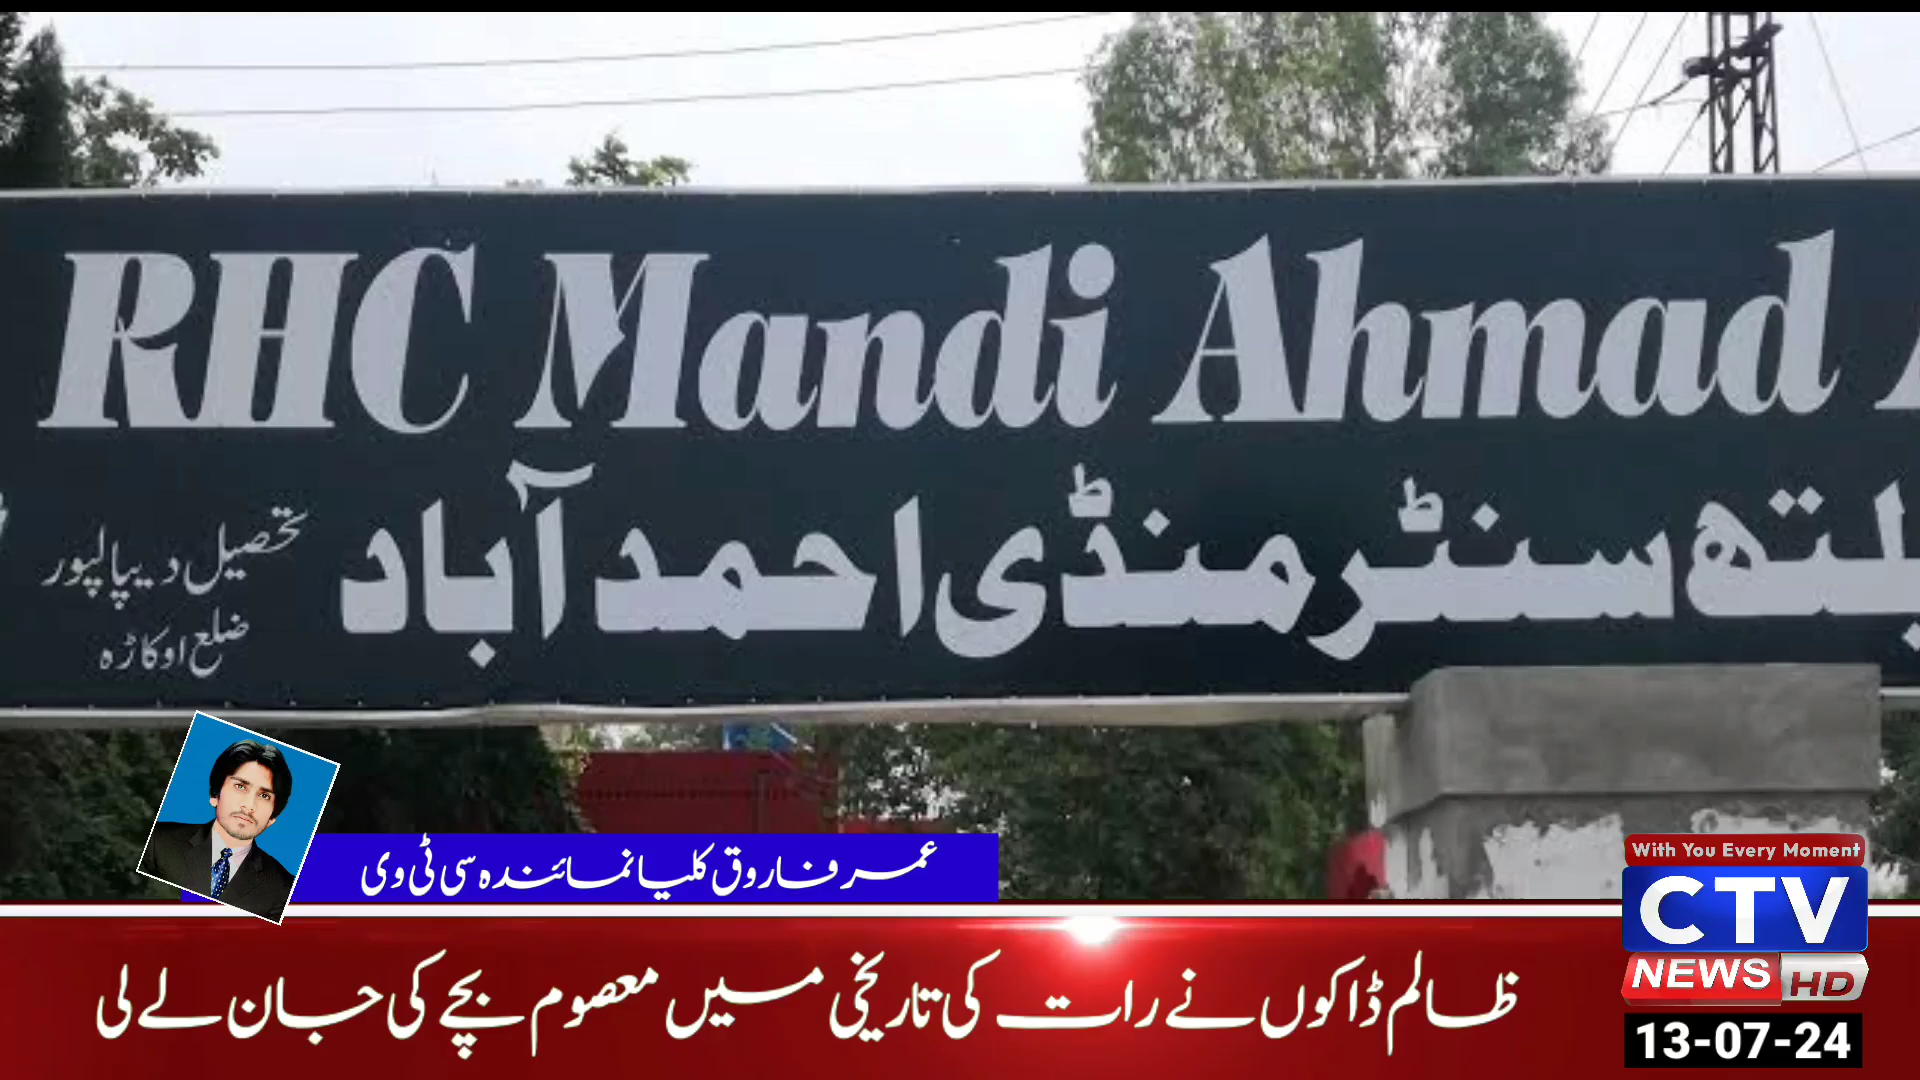 RHC Mandi Ahmad
ہیلتھ سنٹر منڈی احمد آباد
تحصیل دیپالپور
ضلع اوکاڑہ
عمر فاروق کلیا نمائندہ سی ٹی وی
With You Every Moment
CTV
NEWS HD
ظالم ڈاکوں نے رات کی تاریخی میں معصوم بچے کی جان لے لی
13-07-24